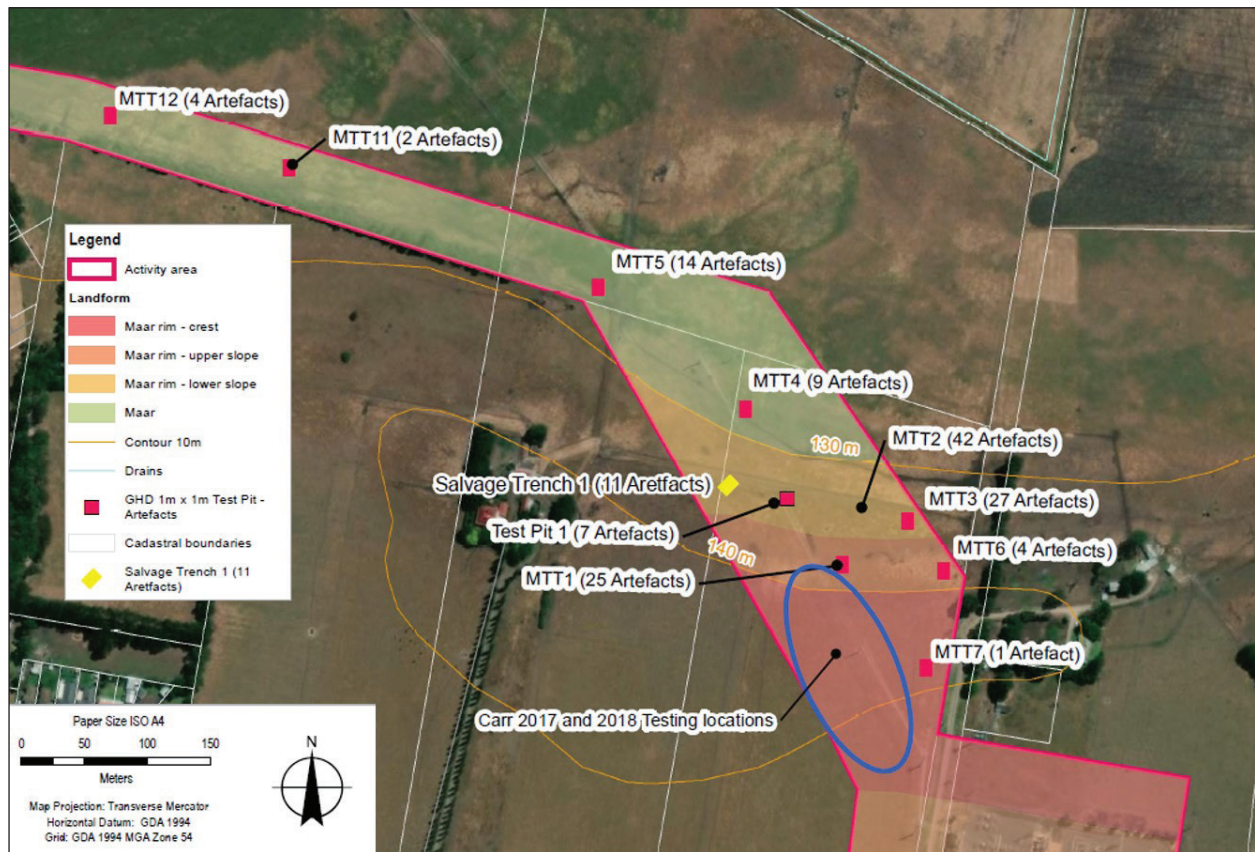 MTT12 (4 Artefacts)
MTT11 (2 Artefacts)
MTT5 (14 Artefacts)
MTT4 (9 Artefacts)
MTT2 (42 Artefacts)
130 m
Salvage Trench 1 (11 Aretfacts)
MTT3 (27 Artefacts)
Test Pit 1 (7 Artefacts)
140 m
MTT6 (4 Artefacts)
MTT1 (25 Artefacts)
MTT7 (1 Artefact)
Carr 2017 and 2018 Testing locations
Legend
Activity area
Landform
Maar rim - crest
Maar rim - upper slope
Maar rim - lower slope
Maar
Contour 10m
Drains
GHD 1m x 1m Test Pit -
Artefacts
Cadastral boundaries
Salvage Trench 1 (11
Aretfacts)
Paper Size ISO A4
0 50 100 150
Meters
Map Projection: Transverse Mercator
Horizontal Datum: GDA 1994
Grid: GDA 1994 MGA Zone 54
N